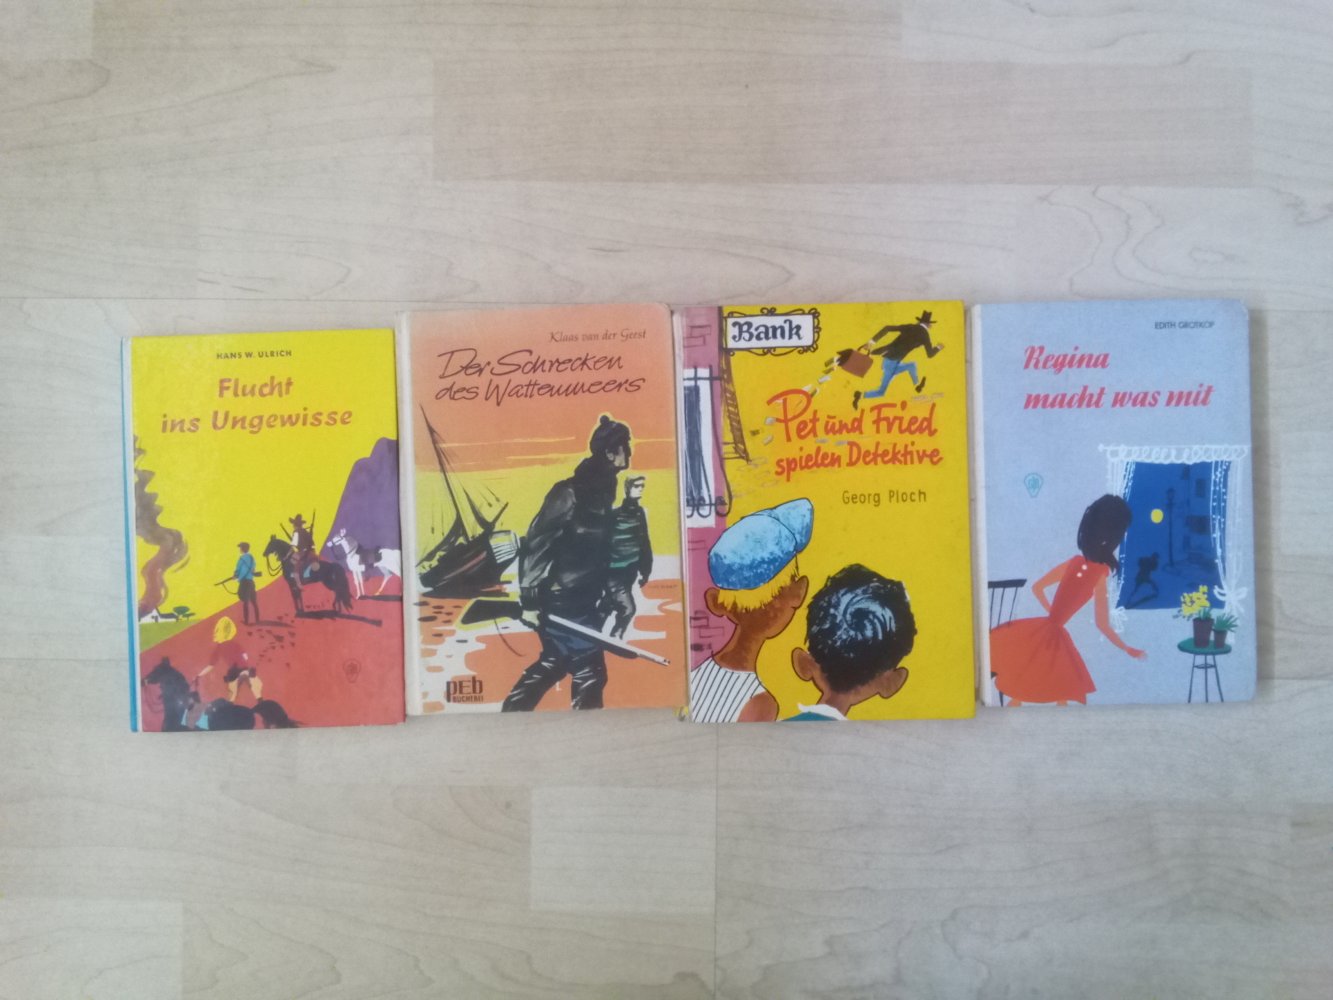 HANS W. ULRICH
Flucht
ins Ungewisse
Klaas van der Geest
Der Schrecken
des Wattenmeers
pEb
BÜCHEREI
Bank
Pet und Fried
spielen Detektive
Georg Ploch
EDITH GROTKOP
Regina
macht was mit